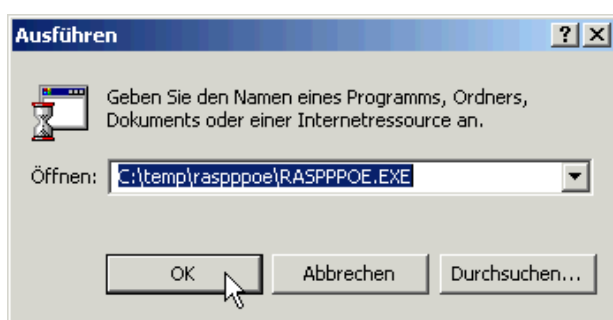 Ausführen
Geben Sie den Namen eines Programms, Ordners,
Dokuments oder einer Internetressource an.
Öffnen: C:\temp\raspppoe\RASPPPOE.EXE
OK Abbrechen Durchsuchen...